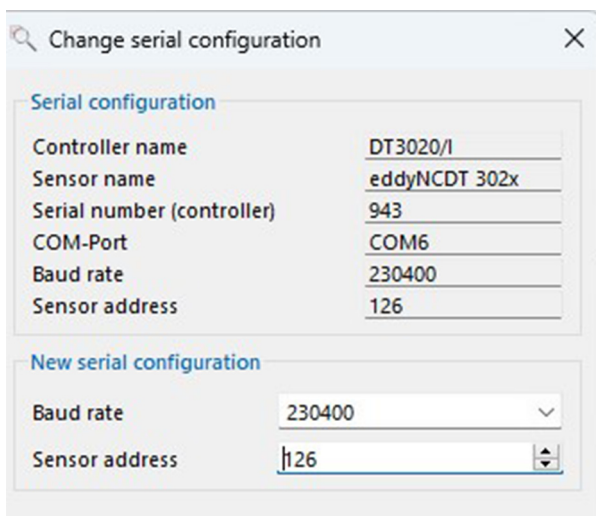 Change serial configuration
Serial configuration
Controller name DT3020/I
Sensor name eddyNCDT 302x
Serial number (controller) 943
COM-Port COM6
Baud rate 230400
Sensor address 126
New serial configuration
Baud rate 230400
Sensor address 126